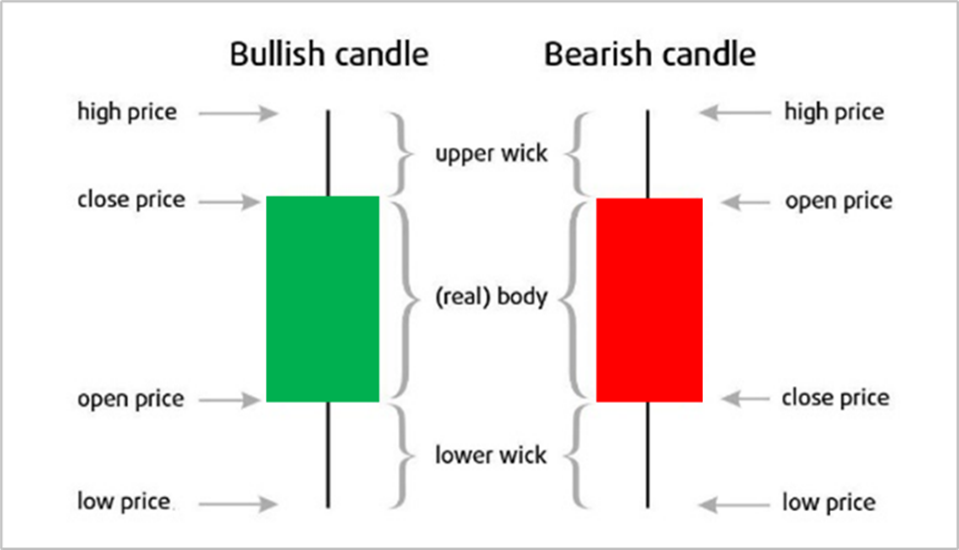 Bullish candle
Bearish candle
high price
high price
upper wick
close price
open price
(real) body
open price
close price
lower wick
low price
low price